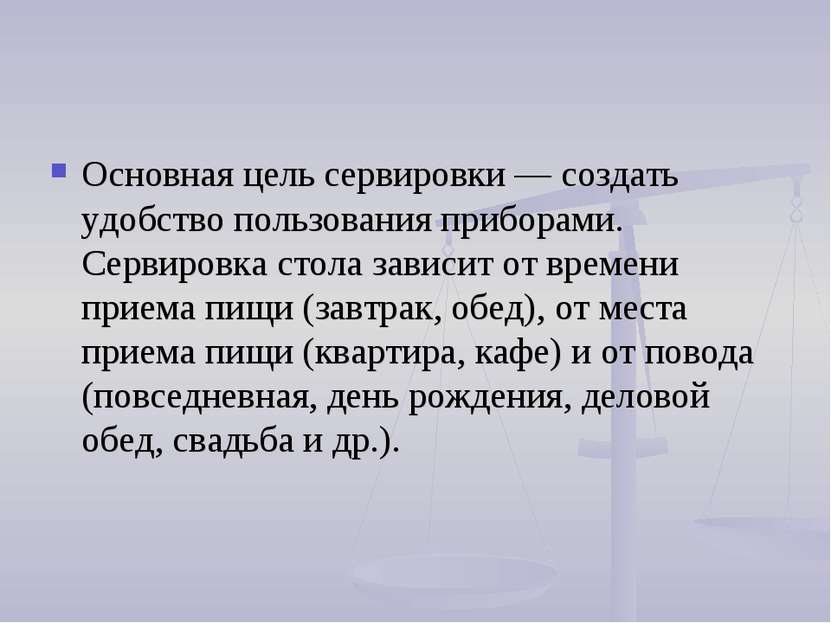 Основная цель сервировки — создать
удобство пользования приборами.
Сервировка стола зависит от времени
приема пищи (завтрак, обед), от места
приема пищи (квартира, кафе) и от повода
(повседневная, день рождения, деловой
обед, свадьба и др.).